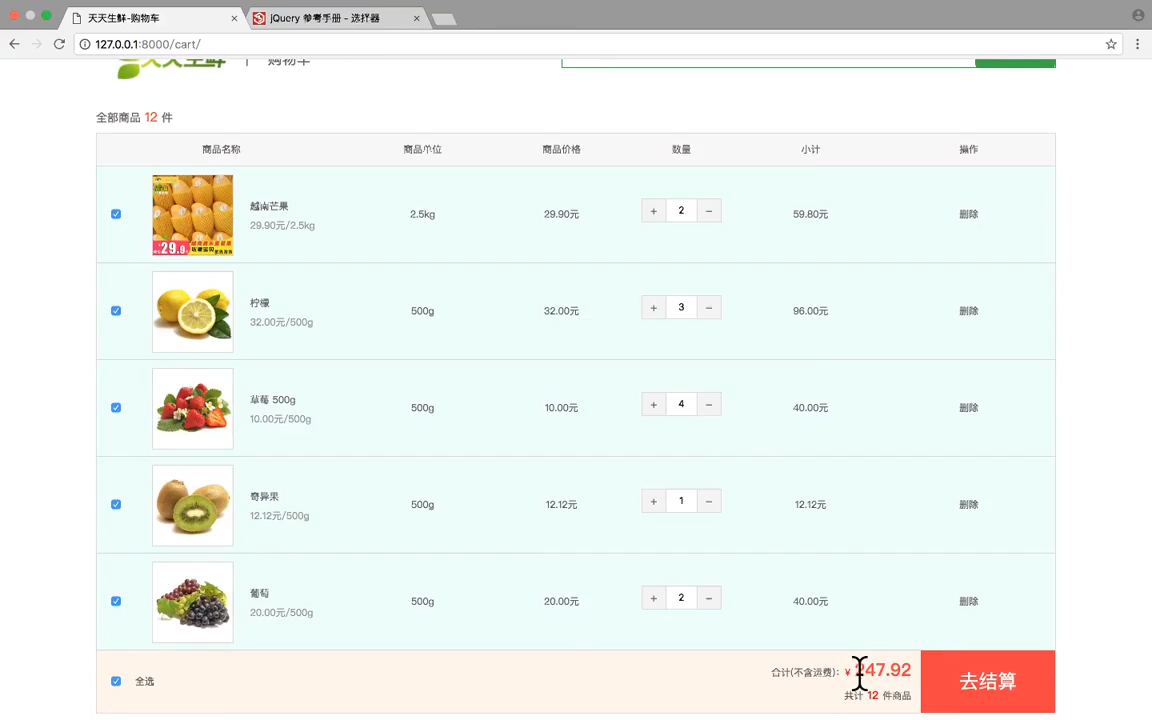 天天生鲜-购物车
jQuery 参考手册 - 选择器
127.0.0.1:8000/cart/
天天生鲜 | 购物车
全部商品 12 件
商品名称 商品单位 商品价格 数量 小计 操作
越南芒果
29.90元/2.5kg
2.5kg 29.90元 + 2 － 59.80元 删除
柠檬
32.00元/500g
500g 32.00元 + 3 － 96.00元 删除
草莓 500g
10.00元/500g
500g 10.00元 + 4 － 40.00元 删除
奇异果
12.12元/500g
500g 12.12元 + 1 － 12.12元 删除
葡萄
20.00元/500g
500g 20.00元 + 2 － 40.00元 删除
全选
合计(不含运费): ¥ 247.92
共计 12 件商品
去结算